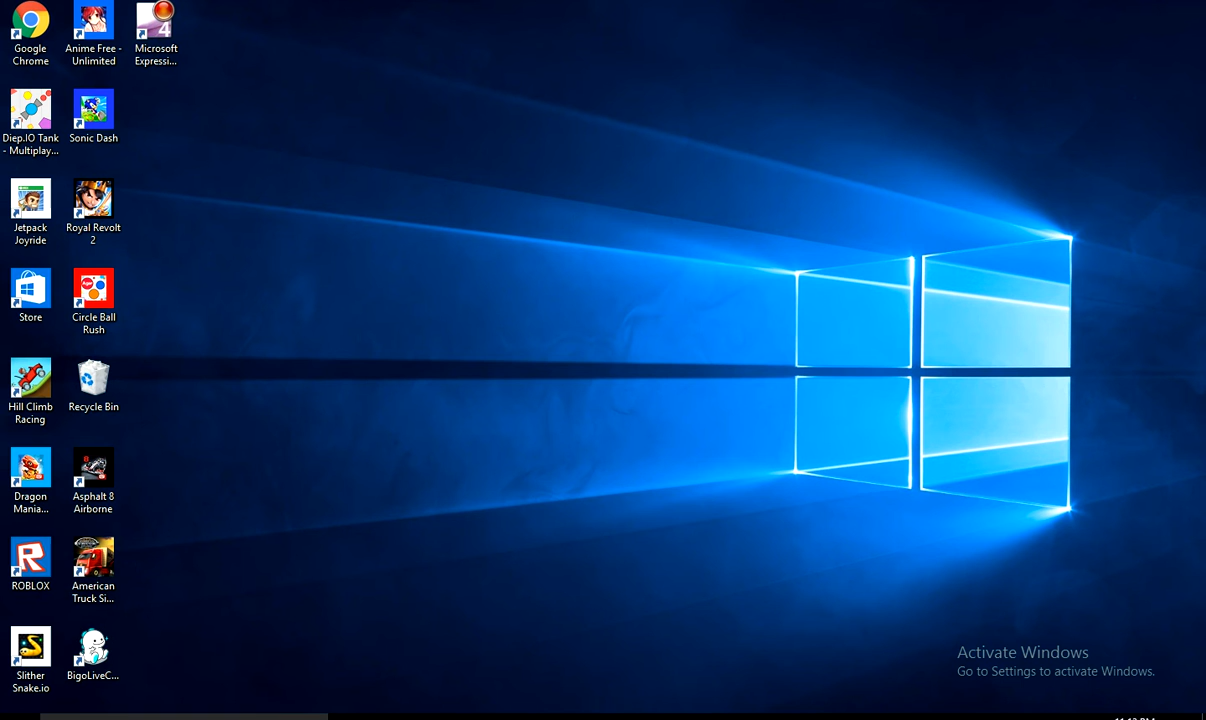 Google
Chrome
Anime Free -
Unlimited
4
Microsoft
Expressi...
Diep.IO Tank
- Multiplay...
Sonic Dash
Jetpack
Joyride
Royal Revolt
2
Store
Circle Ball
Rush
Hill Climb
Racing
Recycle Bin
Dragon
Mania...
8
Asphalt 8
Airborne
R
ROBLOX
American
Truck Si...
Slither
Snake.io
BigoLiveC...
Activate Windows
Go to Settings to activate Windows.